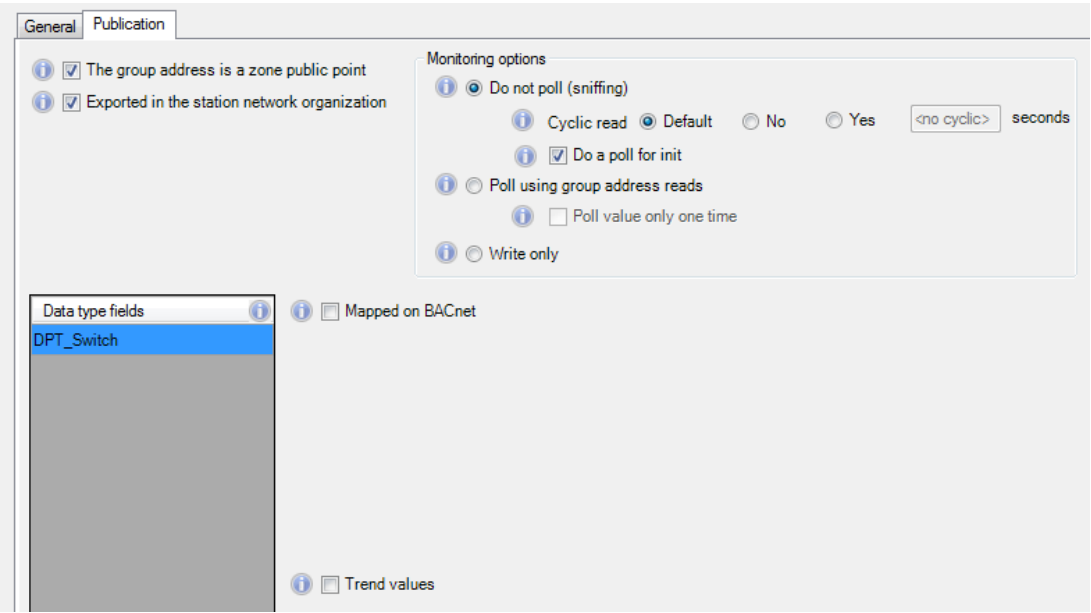 General Publication
The group address is a zone public point
Exported in the station network organization
Monitoring options
Do not poll (sniffing)
Cyclic read Default No Yes <no cyclic> seconds
Do a poll for init
Poll using group address reads
Poll value only one time
Write only
Data type fields
DPT_Switch
Mapped on BACnet
Trend values